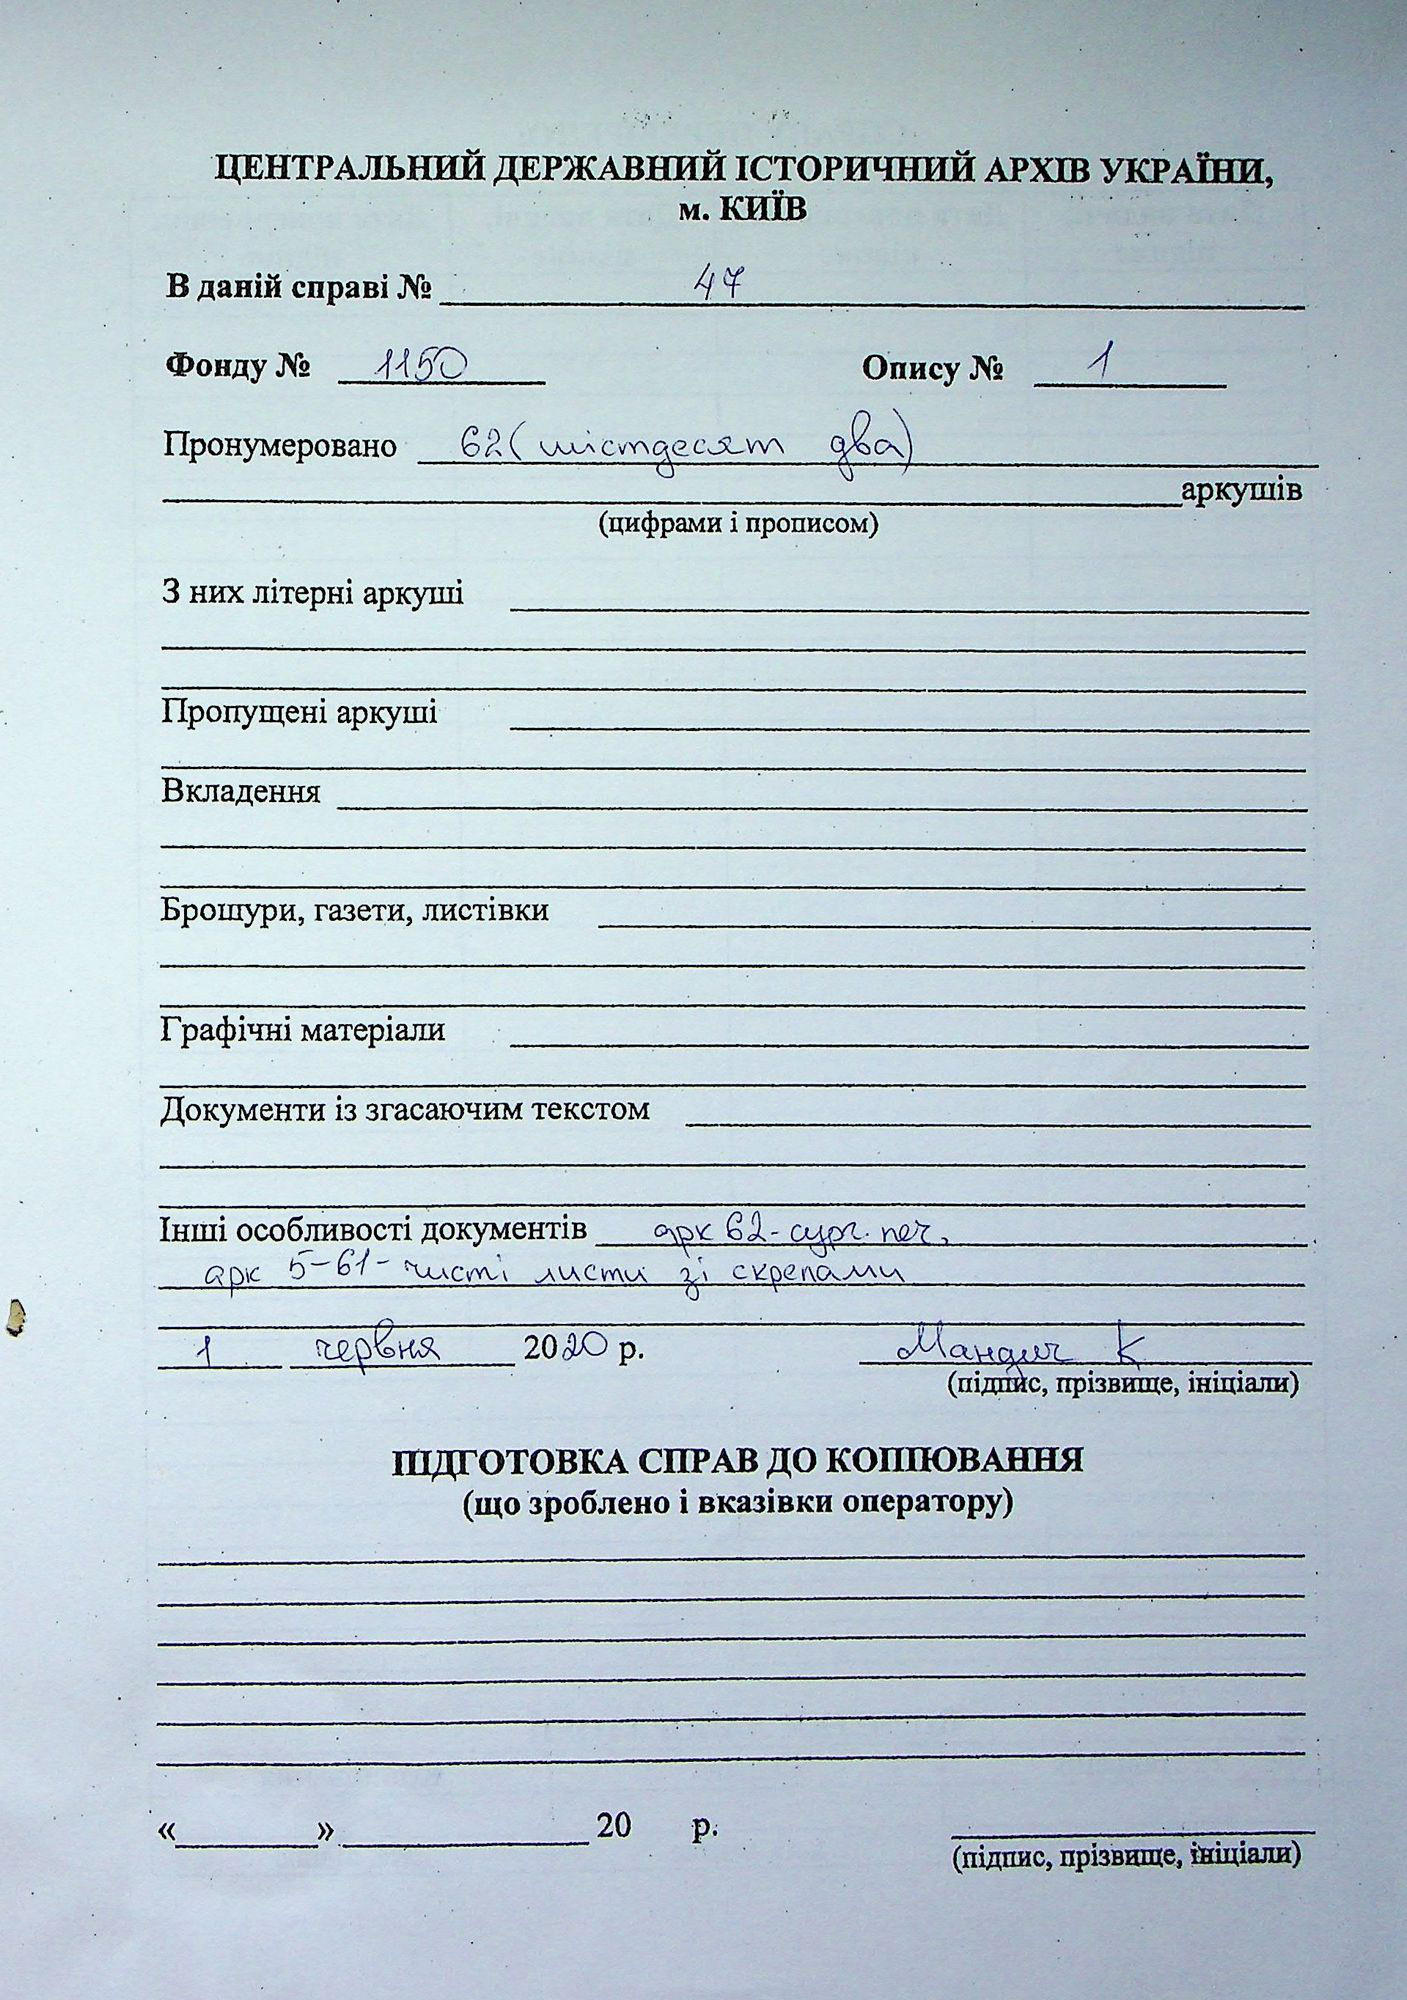 ЦЕНТРАЛЬНИЙ ДЕРЖАВНИЙ ІСТОРИЧНИЙ АРХІВ УКРАЇНИ,
м. КИЇВ
В даній справі № 47
Фонду № 1150 Опису № 1
Пронумеровано 62 (шістдесят два)
аркушів
(цифрами і прописом)
З них літерні аркуші
Пропущені аркуші
Вкладення
Брошури, газети, листівки
Графічні матеріали
Документи із згасаючим текстом
Інші особливості документів арк 62 - сург. печ,
арк 5-61 - чисті листи зі скрепами
1 червня 2020 р. Мандич К
(підпис, прізвище, ініціали)
ПІДГОТОВКА СПРАВ ДО КОПІЮВАННЯ
(що зроблено і вказівки оператору)
«________» ______________ 20 р.
(підпис, прізвище, ініціали)